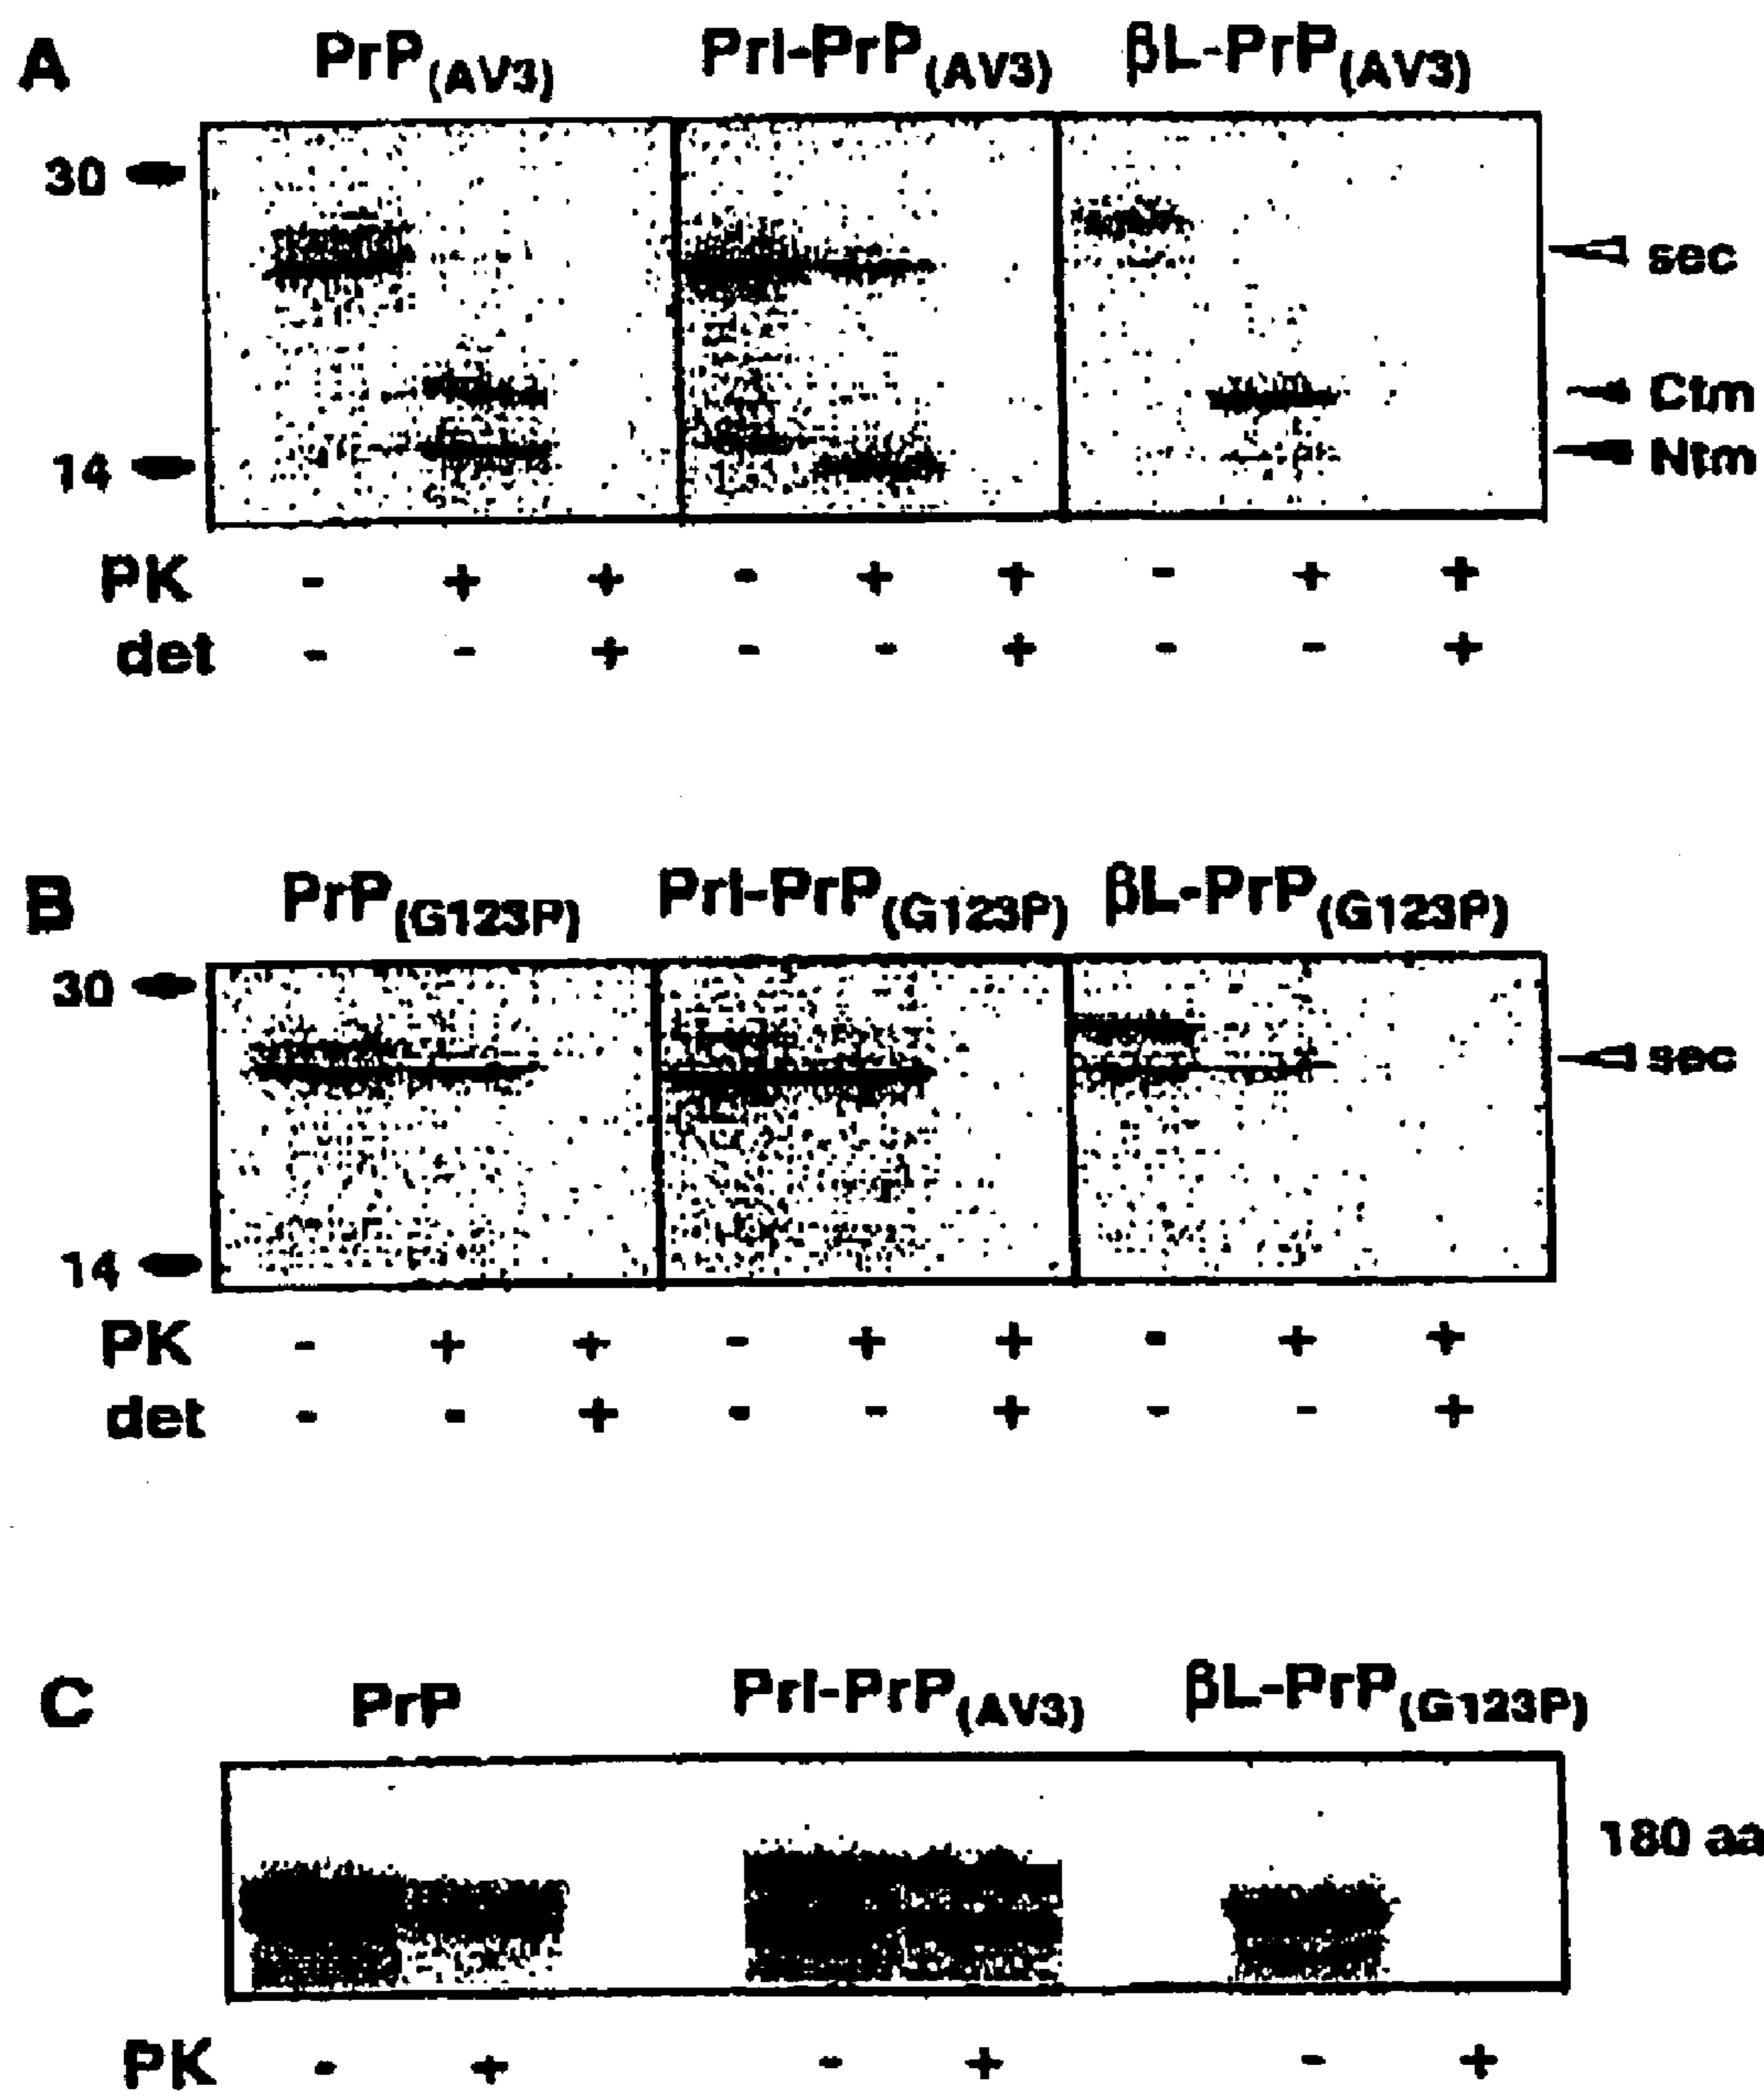 A PrP(AV3) Prl-PrP(AV3) βL-PrP(AV3)
30
sec
Ctm
14
Ntm
PK - + + - + + - + +
det - - + - - + - - +
B PrP(G123P) Prl-PrP(G123P) βL-PrP(G123P)
30
sec
14
PK - + + - + + - + +
det - - + - - + - - +
C PrP Prl-PrP(AV3) βL-PrP(G123P)
180 aa
PK - + - + - +